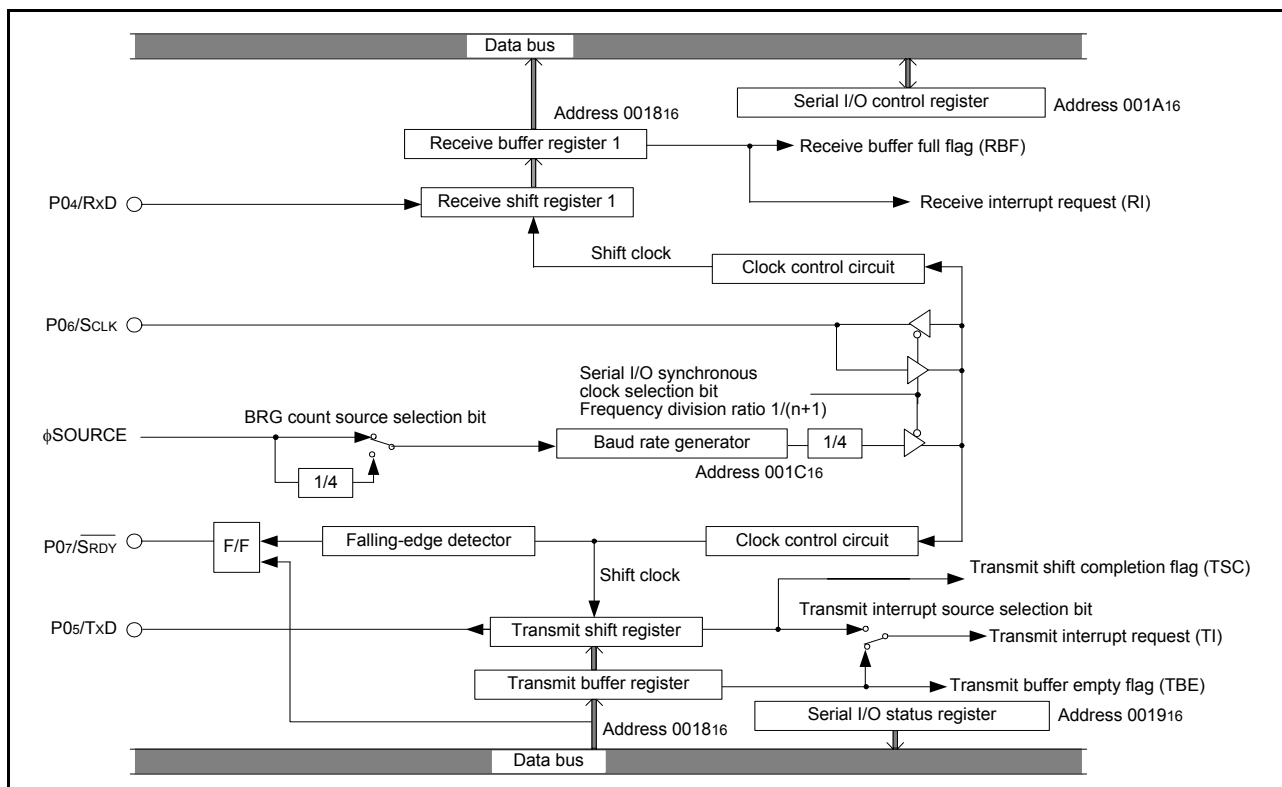 Data bus
Serial I/O control register
Address 001A16
Address 001816
Receive buffer register 1
Receive buffer full flag (RBF)
P04/RxD
Receive shift register 1
Receive interrupt request (RI)
Shift clock
Clock control circuit
P06/SCLK
Serial I/O synchronous
clock selection bit
Frequency division ratio 1/(n+1)
BRG count source selection bit
ϕSOURCE
Baud rate generator
1/4
1/4
Address 001C16
P07/SRDY
F/F
Falling-edge detector
Clock control circuit
Shift clock
Transmit shift completion flag (TSC)
Transmit interrupt source selection bit
P05/TxD
Transmit shift register
Transmit interrupt request (TI)
Transmit buffer register
Transmit buffer empty flag (TBE)
Address 001816
Serial I/O status register
Address 001916
Data bus